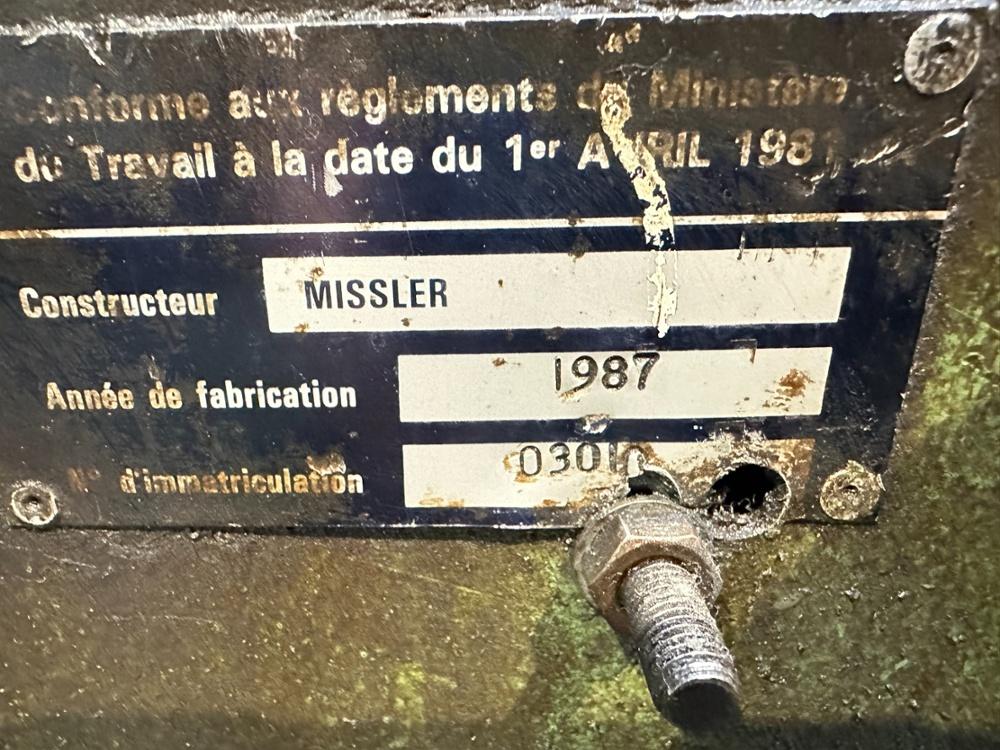 Conforme aux règlements du Ministère
du Travail à la date du 1er AVRIL 1981
Constructeur MISSLER
Année de fabrication 1987
N° d'immatriculation